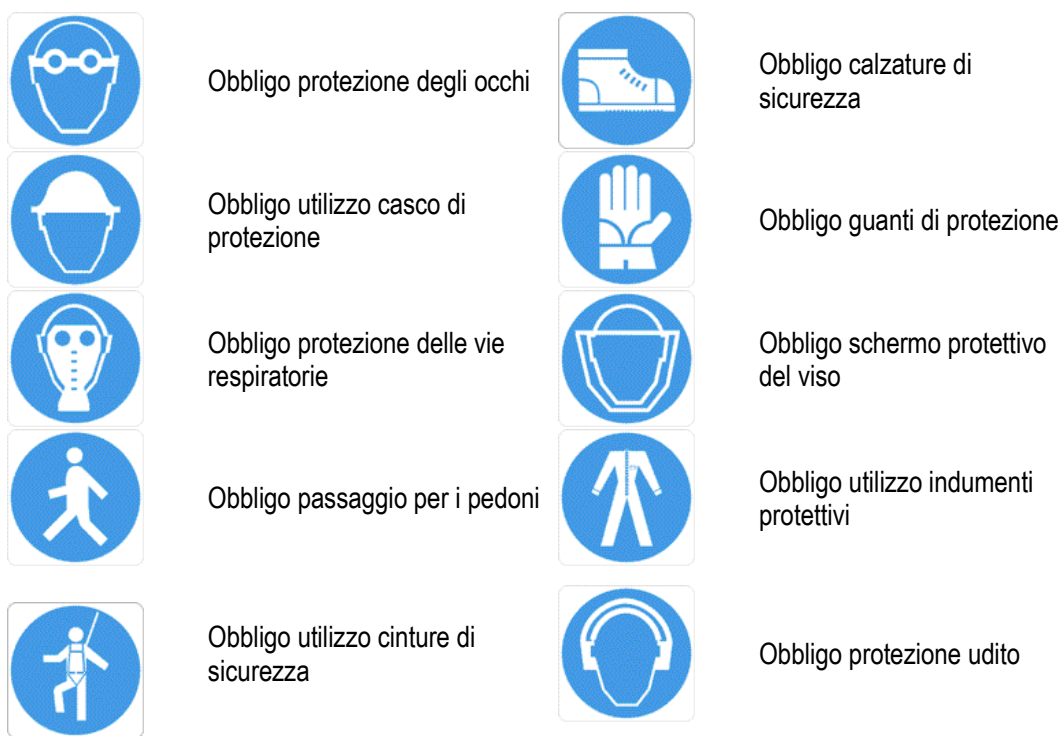 Obbligo protezione degli occhi
Obbligo calzature di
sicurezza
Obbligo utilizzo casco di
protezione
Obbligo guanti di protezione
Obbligo protezione delle vie
respiratorie
Obbligo schermo protettivo
del viso
Obbligo passaggio per i pedoni
Obbligo utilizzo indumenti
protettivi
Obbligo utilizzo cinture di
sicurezza
Obbligo protezione udito